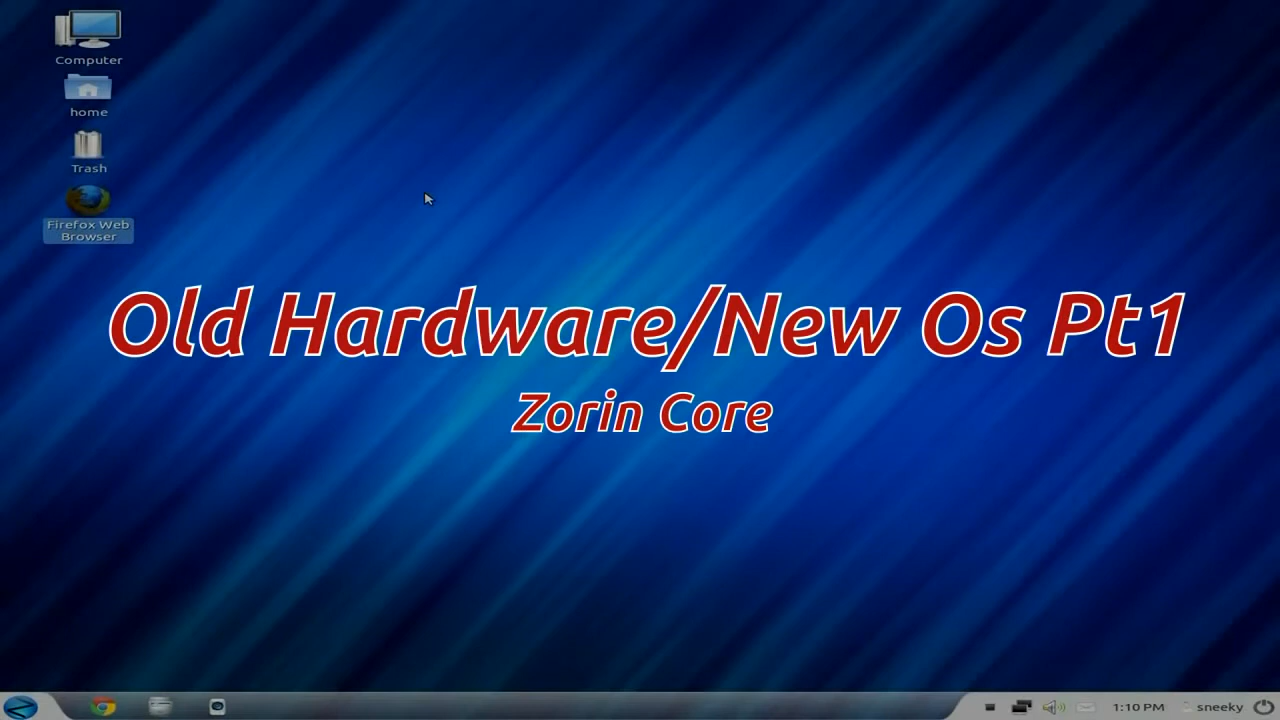 Computer
home
Trash
Firefox Web
Browser
Old Hardware/New Os Pt1
Zorin Core
1:10 PM sneeky